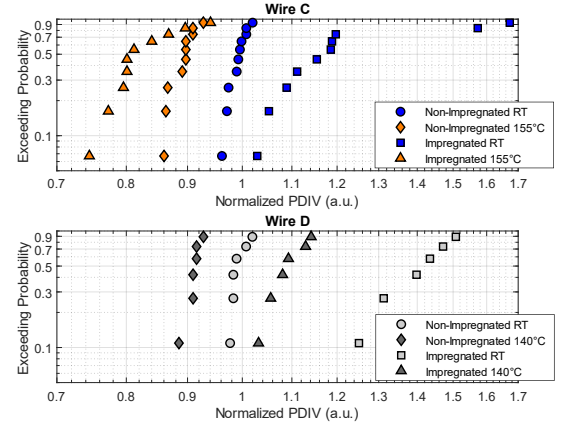 Wire C
Exceeding Probability
0.9
0.7
0.5
0.3
0.1
Non-Impregnated RT
Non-Impregnated 155°C
Impregnated RT
Impregnated 155°C
0.7 0.8 0.9 1 1.1 1.2 1.3 1.4 1.5 1.6 1.7
Normalized PDIV (a.u.)
Wire D
Exceeding Probability
0.9
0.7
0.5
0.3
0.1
Non-Impregnated RT
Non-Impregnated 140°C
Impregnated RT
Impregnated 140°C
0.7 0.8 0.9 1 1.1 1.2 1.3 1.4 1.5 1.6 1.7
Normalized PDIV (a.u.)